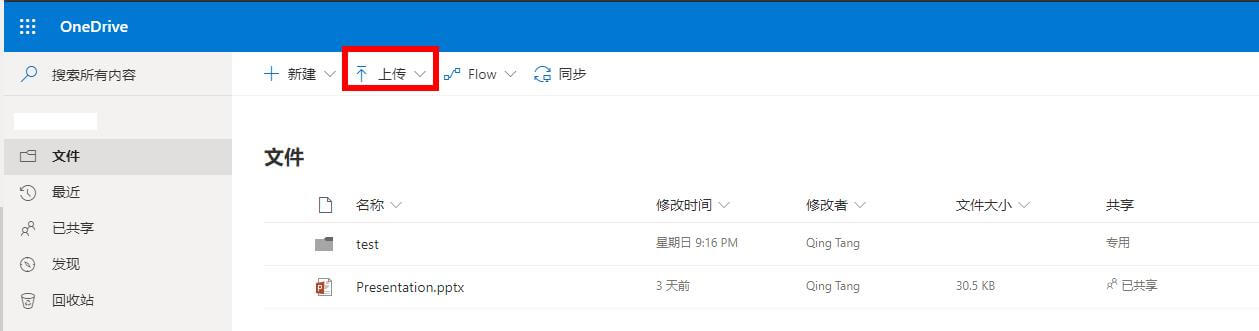 OneDrive
搜索所有内容
新建 上传 Flow 同步
文件
最近
已共享
发现
回收站
文件
名称 修改时间 修改者 文件大小 共享
test 星期日 9:16 PM Qing Tang 专用
Presentation.pptx 3 天前 Qing Tang 30.5 KB 已共享